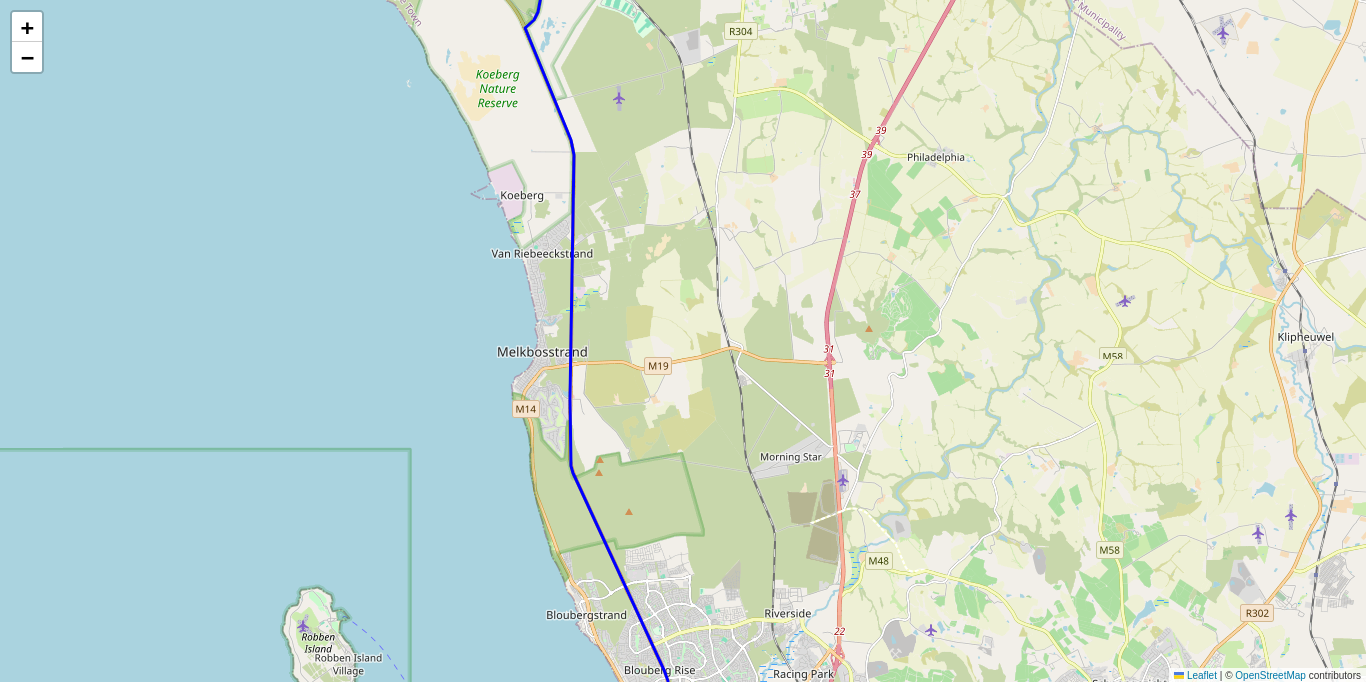 +
−
Town
R304
Municipality
Koeberg
Nature
Reserve
39
39
Philadelphia
37
Koeberg
Van Riebeeckstrand
Klipheuwel
31
Melkbosstrand
M58
M19
31
M14
Morning Star
M58
M48
Riverside
R302
Bloubergstrand
22
Robben
Island
Robben Island
Village
Blouberg Rise
Racing Park
Leaflet | © OpenStreetMap contributors